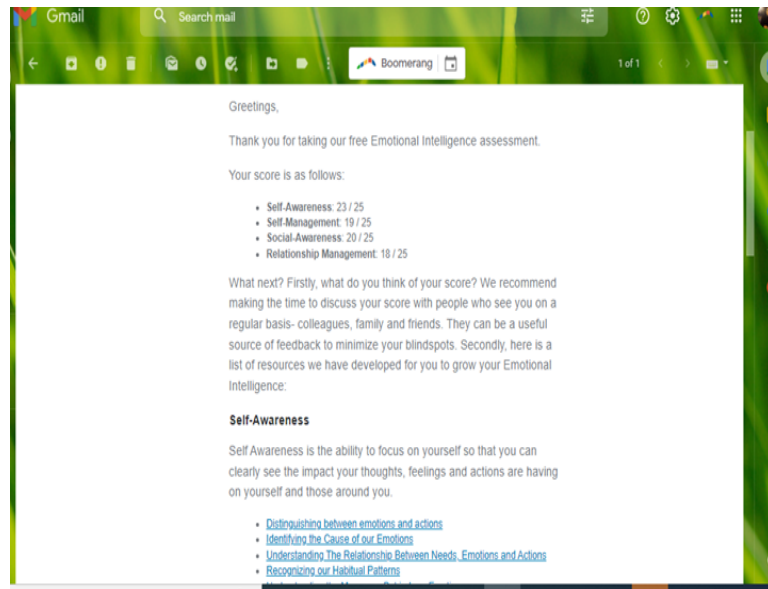 Gmail
Search mail
Boomerang
1 of 1
Greetings,
Thank you for taking our free Emotional Intelligence assessment.
Your score is as follows:
• Self-Awareness: 23 / 25
• Self-Management: 19 / 25
• Social-Awareness: 20 / 25
• Relationship Management: 18 / 25
What next? Firstly, what do you think of your score? We recommend
making the time to discuss your score with people who see you on a
regular basis- colleagues, family and friends. They can be a useful
source of feedback to minimize your blindspots. Secondly, here is a
list of resources we have developed for you to grow your Emotional
Intelligence:
Self-Awareness
Self Awareness is the ability to focus on yourself so that you can
clearly see the impact your thoughts, feelings and actions are having
on yourself and those around you.
• Distinguishing between emotions and actions
• Identifying the Cause of our Emotions
• Understanding The Relationship Between Needs, Emotions and Actions
• Recognizing our Habitual Patterns